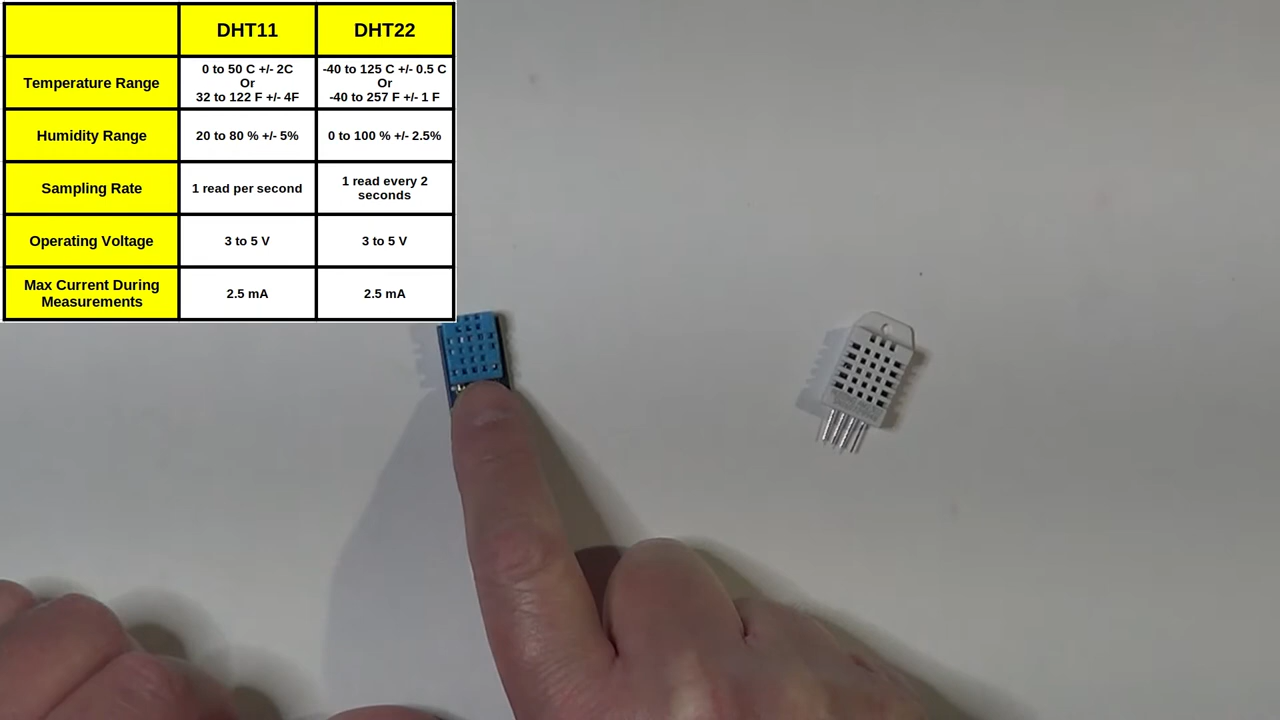 DHT11 DHT22
Temperature Range
0 to 50 C +/- 2C
Or
32 to 122 F +/- 4F
-40 to 125 C +/- 0.5 C
Or
-40 to 257 F +/- 1 F
Humidity Range
20 to 80 % +/- 5%
0 to 100 % +/- 2.5%
Sampling Rate
1 read per second
1 read every 2
seconds
Operating Voltage
3 to 5 V
3 to 5 V
Max Current During
Measurements
2.5 mA
2.5 mA